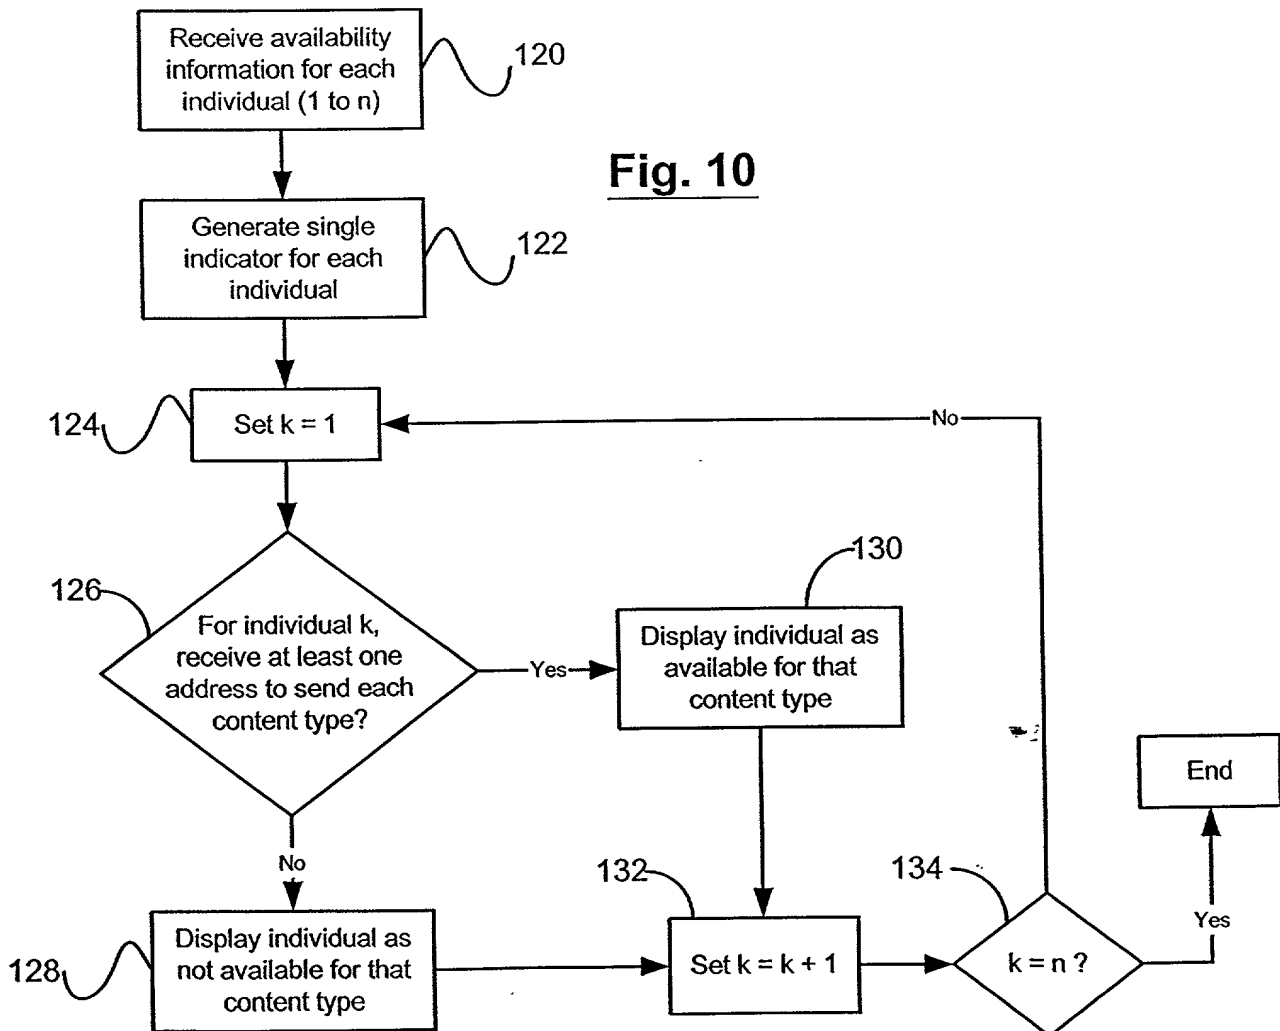 Receive availability
information for each
individual (1 to n)
120
Fig. 10
Generate single
indicator for each
individual
122
124
Set k = 1
No
126
For individual k,
receive at least one
address to send each
content type?
Yes
130
Display individual as
available for that
content type
End
No
132
134
Yes
128
Display individual as
not available for that
content type
Set k = k + 1
k = n ?